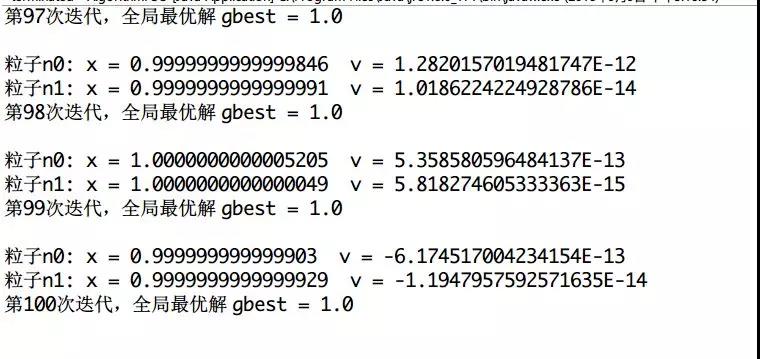 第97次迭代，全局最优解 gbest = 1.0
粒子n0: x = 0.9999999999999846 v = 1.2820157019481747E-12
粒子n1: x = 0.9999999999999991 v = 1.0186224224928786E-14
第98次迭代，全局最优解 gbest = 1.0
粒子n0: x = 1.0000000000005205 v = 5.358580596484137E-13
粒子n1: x = 1.0000000000000049 v = 5.818274605333363E-15
第99次迭代，全局最优解 gbest = 1.0
粒子n0: x = 0.999999999999903 v = -6.174517004234154E-13
粒子n1: x = 0.9999999999999929 v = -1.1947957592571635E-14
第100次迭代，全局最优解 gbest = 1.0